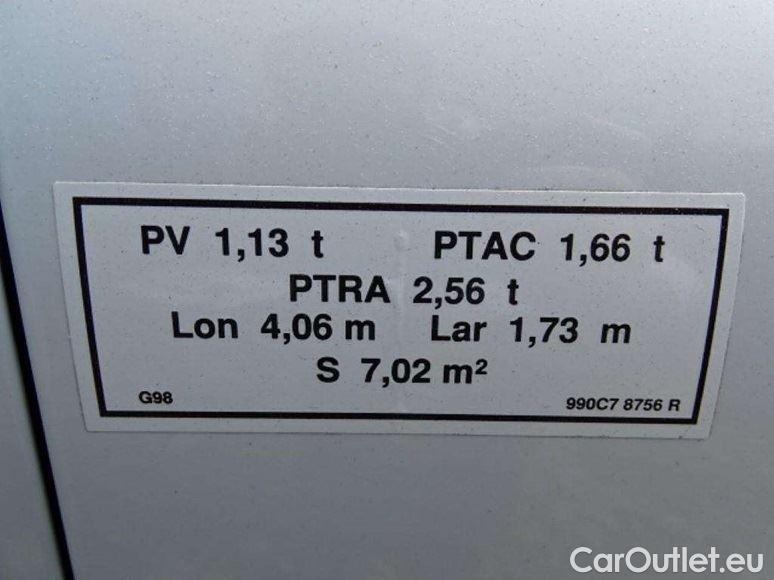 PV 1,13 t PTAC 1,66 t
PTRA 2,56 t
Lon 4,06 m Lar 1,73 m
S 7,02 m²
G98 990C7 8756 R
CarOutlet.eu